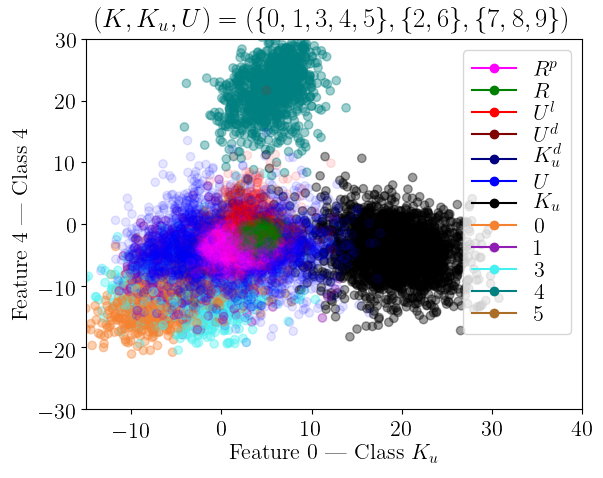 (K, K_u, U) = ({0, 1, 3, 4, 5}, {2, 6}, {7, 8, 9})
30
20
10
0
−10
−20
−30
Feature 4 — Class 4
−10
0
10
20
30
40
Feature 0 — Class K_u
R^p
R
U^l
U^d
K_u^d
U
K_u
0
1
3
4
5